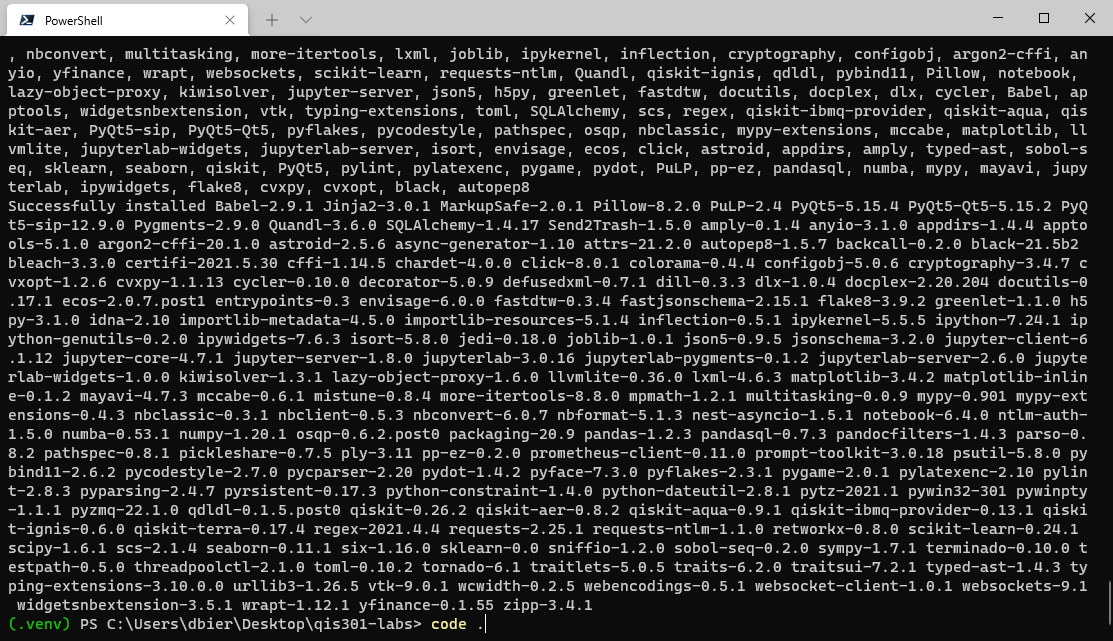 PowerShell
, nbconvert, multitasking, more-itertools, lxml, joblib, ipykernel, inflection, cryptography, configobj, argon2-cffi, an
yio, yfinance, wrapt, websockets, scikit-learn, requests-ntlm, Quandl, qiskit-ignis, qdldl, pybind11, Pillow, notebook,
lazy-object-proxy, kiwisolver, jupyter-server, json5, h5py, greenlet, fastdtw, docutils, docplex, dlx, cycler, Babel, ap
ptools, widgetsnbextension, vtk, typing-extensions, toml, SQLAlchemy, scs, regex, qiskit-ibmq-provider, qiskit-aqua, qis
kit-aer, PyQt5-sip, PyQt5-Qt5, pyflakes, pycodestyle, pathspec, osqp, nbclassic, mypy-extensions, mccabe, matplotlib, ll
vmlite, jupyterlab-widgets, jupyterlab-server, isort, envisage, ecos, click, astroid, appdirs, amply, typed-ast, sobol-s
eq, sklearn, seaborn, qiskit, PyQt5, pylint, pylatexenc, pygame, pydot, PuLP, pp-ez, pandasql, numba, mypy, mayavi, jupy
terlab, ipywidgets, flake8, cvxpy, cvxopt, black, autopep8
Successfully installed Babel-2.9.1 Jinja2-3.0.1 MarkupSafe-2.0.1 Pillow-8.2.0 PuLP-2.4 PyQt5-5.15.4 PyQt5-Qt5-5.15.2 PyQ
t5-sip-12.9.0 Pygments-2.9.0 Quandl-3.6.0 SQLAlchemy-1.4.17 Send2Trash-1.5.0 amply-0.1.4 anyio-3.1.0 appdirs-1.4.4 appto
ols-5.1.0 argon2-cffi-20.1.0 astroid-2.5.6 async-generator-1.10 attrs-21.2.0 autopep8-1.5.7 backcall-0.2.0 black-21.5b2
bleach-3.3.0 certifi-2021.5.30 cffi-1.14.5 chardet-4.0.0 click-8.0.1 colorama-0.4.4 configobj-5.0.6 cryptography-3.4.7 c
vxopt-1.2.6 cvxpy-1.1.13 cycler-0.10.0 decorator-5.0.9 defusedxml-0.7.1 dill-0.3.3 dlx-1.0.4 docplex-2.20.204 docutils-0
.17.1 ecos-2.0.7.post1 entrypoints-0.3 envisage-6.0.0 fastdtw-0.3.4 fastjsonschema-2.15.1 flake8-3.9.2 greenlet-1.1.0 h5
py-3.1.0 idna-2.10 importlib-metadata-4.5.0 importlib-resources-5.1.4 inflection-0.5.1 ipykernel-5.5.5 ipython-7.24.1 ip
ython-genutils-0.2.0 ipywidgets-7.6.3 isort-5.8.0 jedi-0.18.0 joblib-1.0.1 json5-0.9.5 jsonschema-3.2.0 jupyter-client-6
.1.12 jupyter-core-4.7.1 jupyter-server-1.8.0 jupyterlab-3.0.16 jupyterlab-pygments-0.1.2 jupyterlab-server-2.6.0 jupyte
rlab-widgets-1.0.0 kiwisolver-1.3.1 lazy-object-proxy-1.6.0 llvmlite-0.36.0 lxml-4.6.3 matplotlib-3.4.2 matplotlib-inlin
e-0.1.2 mayavi-4.7.3 mccabe-0.6.1 mistune-0.8.4 more-itertools-8.8.0 mpmath-1.2.1 multitasking-0.0.9 mypy-0.901 mypy-ext
ensions-0.4.3 nbclassic-0.3.1 nbclient-0.5.3 nbconvert-6.0.7 nbformat-5.1.3 nest-asyncio-1.5.1 notebook-6.4.0 ntlm-auth-
1.5.0 numba-0.53.1 numpy-1.20.1 osqp-0.6.2.post0 packaging-20.9 pandas-1.2.3 pandasql-0.7.3 pandocfilters-1.4.3 parso-0.
8.2 pathspec-0.8.1 pickleshare-0.7.5 ply-3.11 pp-ez-0.2.0 prometheus-client-0.11.0 prompt-toolkit-3.0.18 psutil-5.8.0 py
bind11-2.6.2 pycodestyle-2.7.0 pycparser-2.20 pydot-1.4.2 pyface-7.3.0 pyflakes-2.3.1 pygame-2.0.1 pylatexenc-2.10 pylin
t-2.8.3 pyparsing-2.4.7 pyrsistent-0.17.3 python-constraint-1.4.0 python-dateutil-2.8.1 pytz-2021.1 pywin32-301 pywinpty
-1.1.1 pyzmq-22.1.0 qdldl-0.1.5.post0 qiskit-0.26.2 qiskit-aer-0.8.2 qiskit-aqua-0.9.1 qiskit-ibmq-provider-0.13.1 qiski
t-ignis-0.6.0 qiskit-terra-0.17.4 regex-2021.4.4 requests-2.25.1 requests-ntlm-1.1.0 retworkx-0.8.0 scikit-learn-0.24.1
scipy-1.6.1 scs-2.1.4 seaborn-0.11.1 six-1.16.0 sklearn-0.0 sniffio-1.2.0 sobol-seq-0.2.0 sympy-1.7.1 terminado-0.10.0 t
estpath-0.5.0 threadpoolctl-2.1.0 toml-0.10.2 tornado-6.1 traitlets-5.0.5 traits-6.2.0 traitsui-7.2.1 typed-ast-1.4.3 ty
ping-extensions-3.10.0.0 urllib3-1.26.5 vtk-9.0.1 wcwidth-0.2.5 webencodings-0.5.1 websocket-client-1.0.1 websockets-9.1
widgetsnbextension-3.5.1 wrapt-1.12.1 yfinance-0.1.55 zipp-3.4.1
(.venv) PS C:\Users\dbier\Desktop\qis301-labs> code .